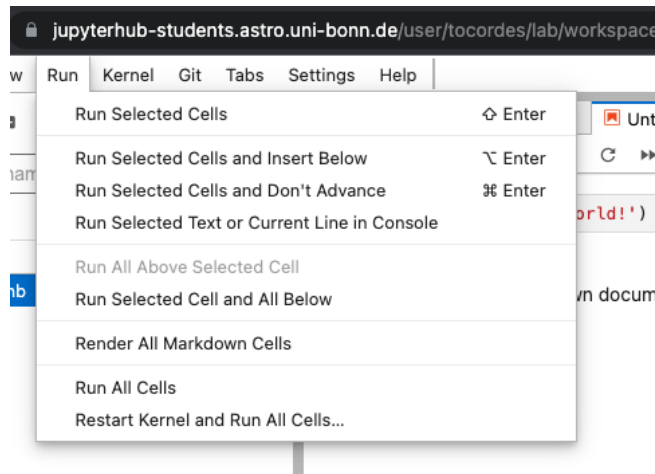 jupyterhub-students.astro.uni-bonn.de/user/tocordes/lab/workspace
w Run Kernel Git Tabs Settings Help
Run Selected Cells ⇧ Enter
Unt
Run Selected Cells and Insert Below ⌥ Enter
nam
Run Selected Cells and Don't Advance ⌘ Enter
orld!')
Run Selected Text or Current Line in Console
Run All Above Selected Cell
nb
Run Selected Cell and All Below
wn docum
Render All Markdown Cells
Run All Cells
Restart Kernel and Run All Cells...